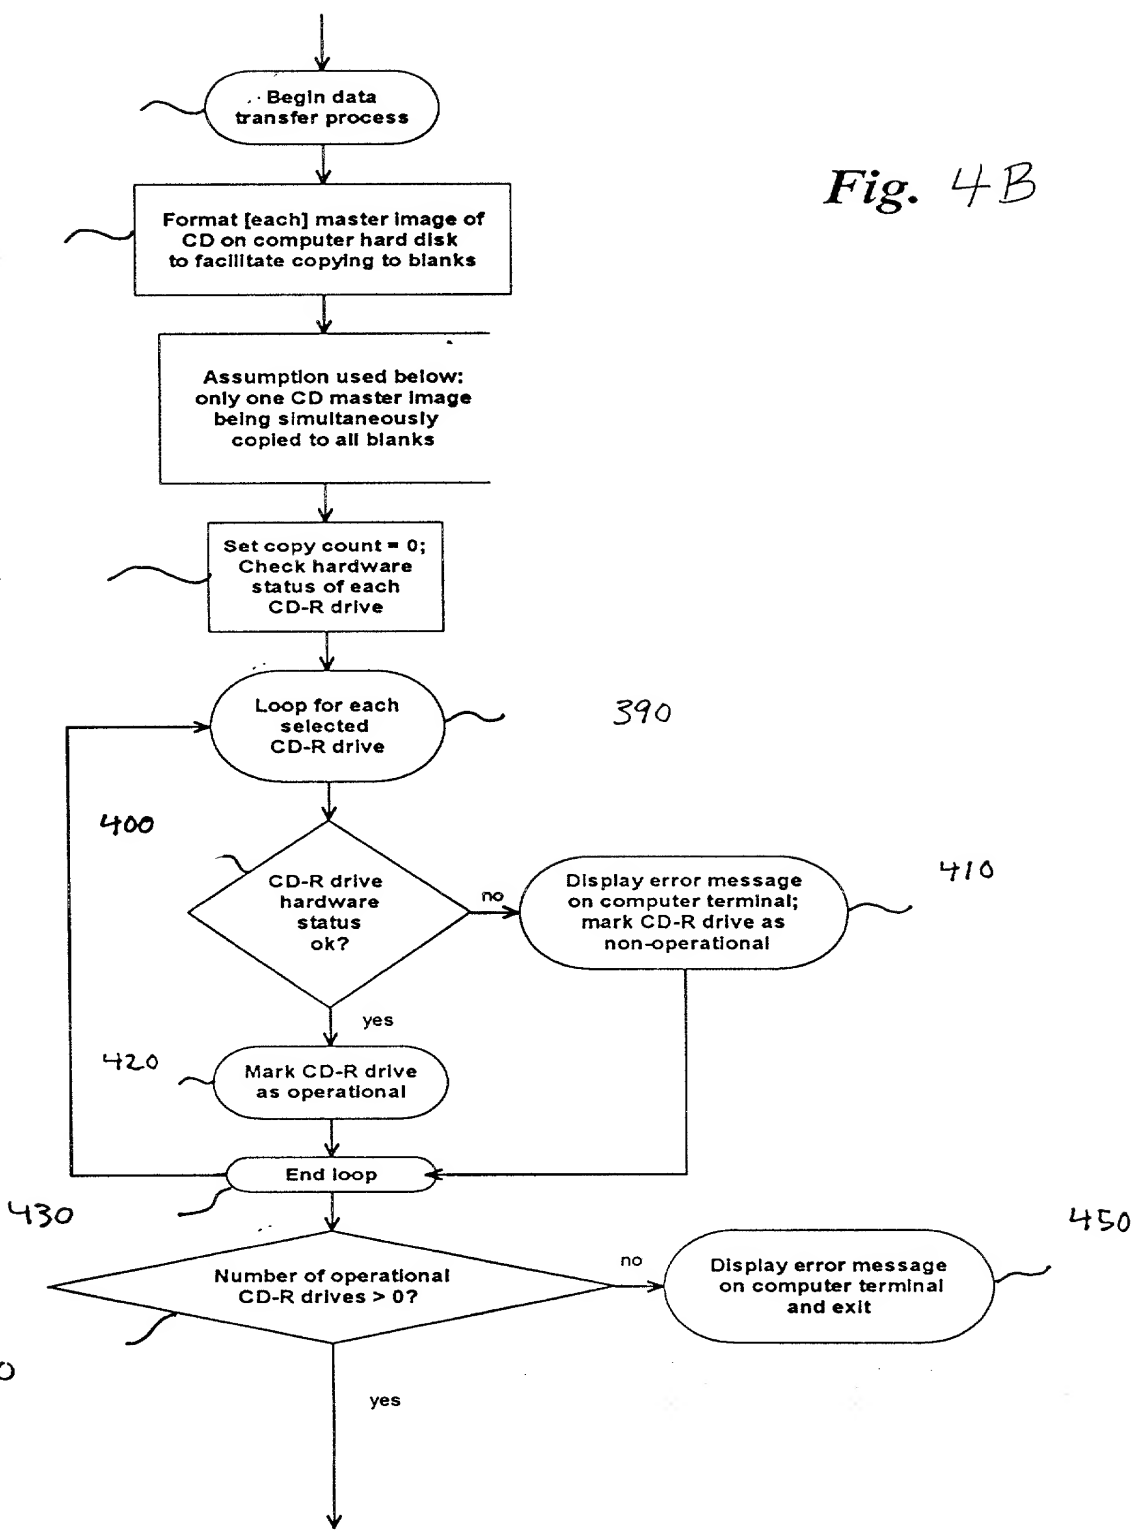 Begin data
transfer process
Fig. 4B
Format [each] master image of
CD on computer hard disk
to facilitate copying to blanks
Assumption used below:
only one CD master image
being simultaneously
copied to all blanks
Set copy count = 0;
Check hardware
status of each
CD-R drive
Loop for each
selected
CD-R drive
390
400
CD-R drive
hardware
status
ok?
no
Display error message
on computer terminal;
mark CD-R drive as
non-operational
410
yes
420
Mark CD-R drive
as operational
End loop
430
Number of operational
CD-R drives > 0?
no
Display error message
on computer terminal
and exit
450
0
yes